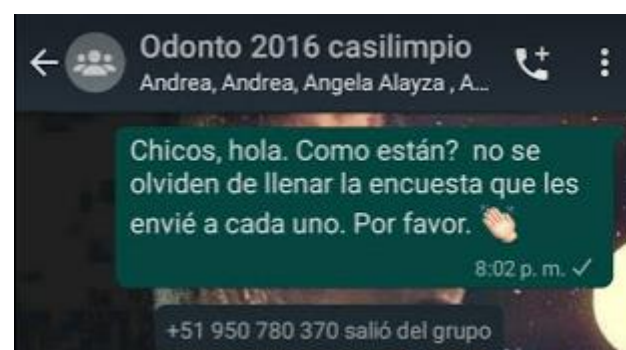 Odonto 2016 casilimpio
Andrea, Andrea, Angela Alayza , A...
Chicos, hola. Como están?  no se
olviden de llenar la encuesta que les
envié a cada uno. Por favor. 👏🏻
8:02 p. m.
+51 950 780 370 salió del grupo